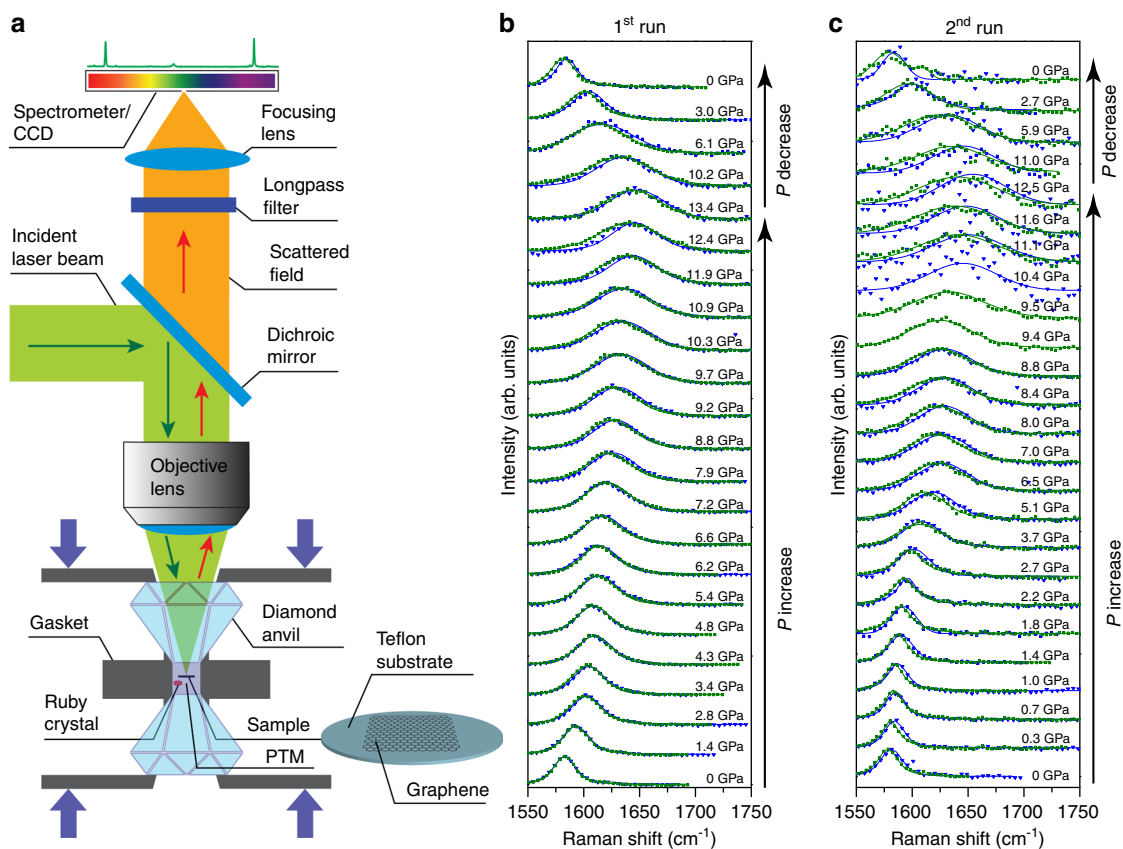 a
Spectrometer/
CCD
Focusing
lens
Longpass
filter
Incident
laser beam
Scattered
field
Dichroic
mirror
Objective
lens
Gasket
Diamond
anvil
Teflon
substrate
Ruby
crystal
Sample
PTM
Graphene
b
1st run
0 GPa
3.0 GPa
6.1 GPa
10.2 GPa
13.4 GPa
12.4 GPa
11.9 GPa
10.9 GPa
10.3 GPa
9.7 GPa
9.2 GPa
8.8 GPa
7.9 GPa
7.2 GPa
6.6 GPa
6.2 GPa
5.4 GPa
4.8 GPa
4.3 GPa
3.4 GPa
2.8 GPa
1.4 GPa
0 GPa
P decrease
P increase
Intensity (arb. units)
1550 1600 1650 1700 1750
Raman shift (cm-1)
c
2nd run
0 GPa
2.7 GPa
5.9 GPa
11.0 GPa
12.5 GPa
11.6 GPa
11.1 GPa
10.4 GPa
9.5 GPa
9.4 GPa
8.8 GPa
8.4 GPa
8.0 GPa
7.0 GPa
6.5 GPa
5.1 GPa
3.7 GPa
2.7 GPa
2.2 GPa
1.8 GPa
1.4 GPa
1.0 GPa
0.7 GPa
0.3 GPa
0 GPa
P decrease
P increase
Intensity (arb. units)
1550 1600 1650 1700 1750
Raman shift (cm-1)